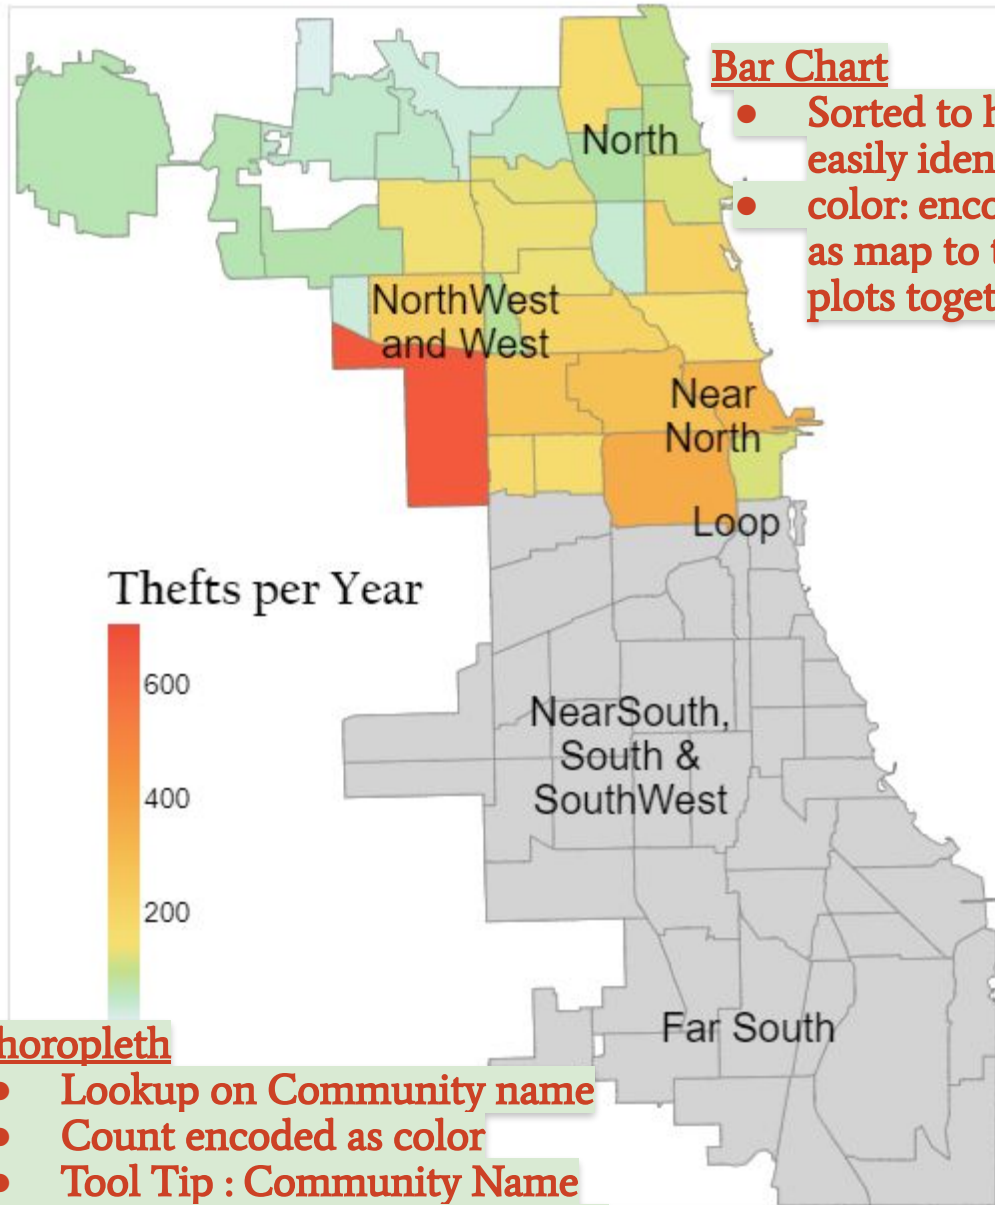 Bar Chart
● Sorted to h
easily iden
● color: enco
as map to t
plots toget
North
NorthWest
and West
Near
North
Loop
Thefts per Year
600
400
200
NearSouth,
South &
SouthWest
Far South
horopleth
● Lookup on Community name
● Count encoded as color
● Tool Tip : Community Name